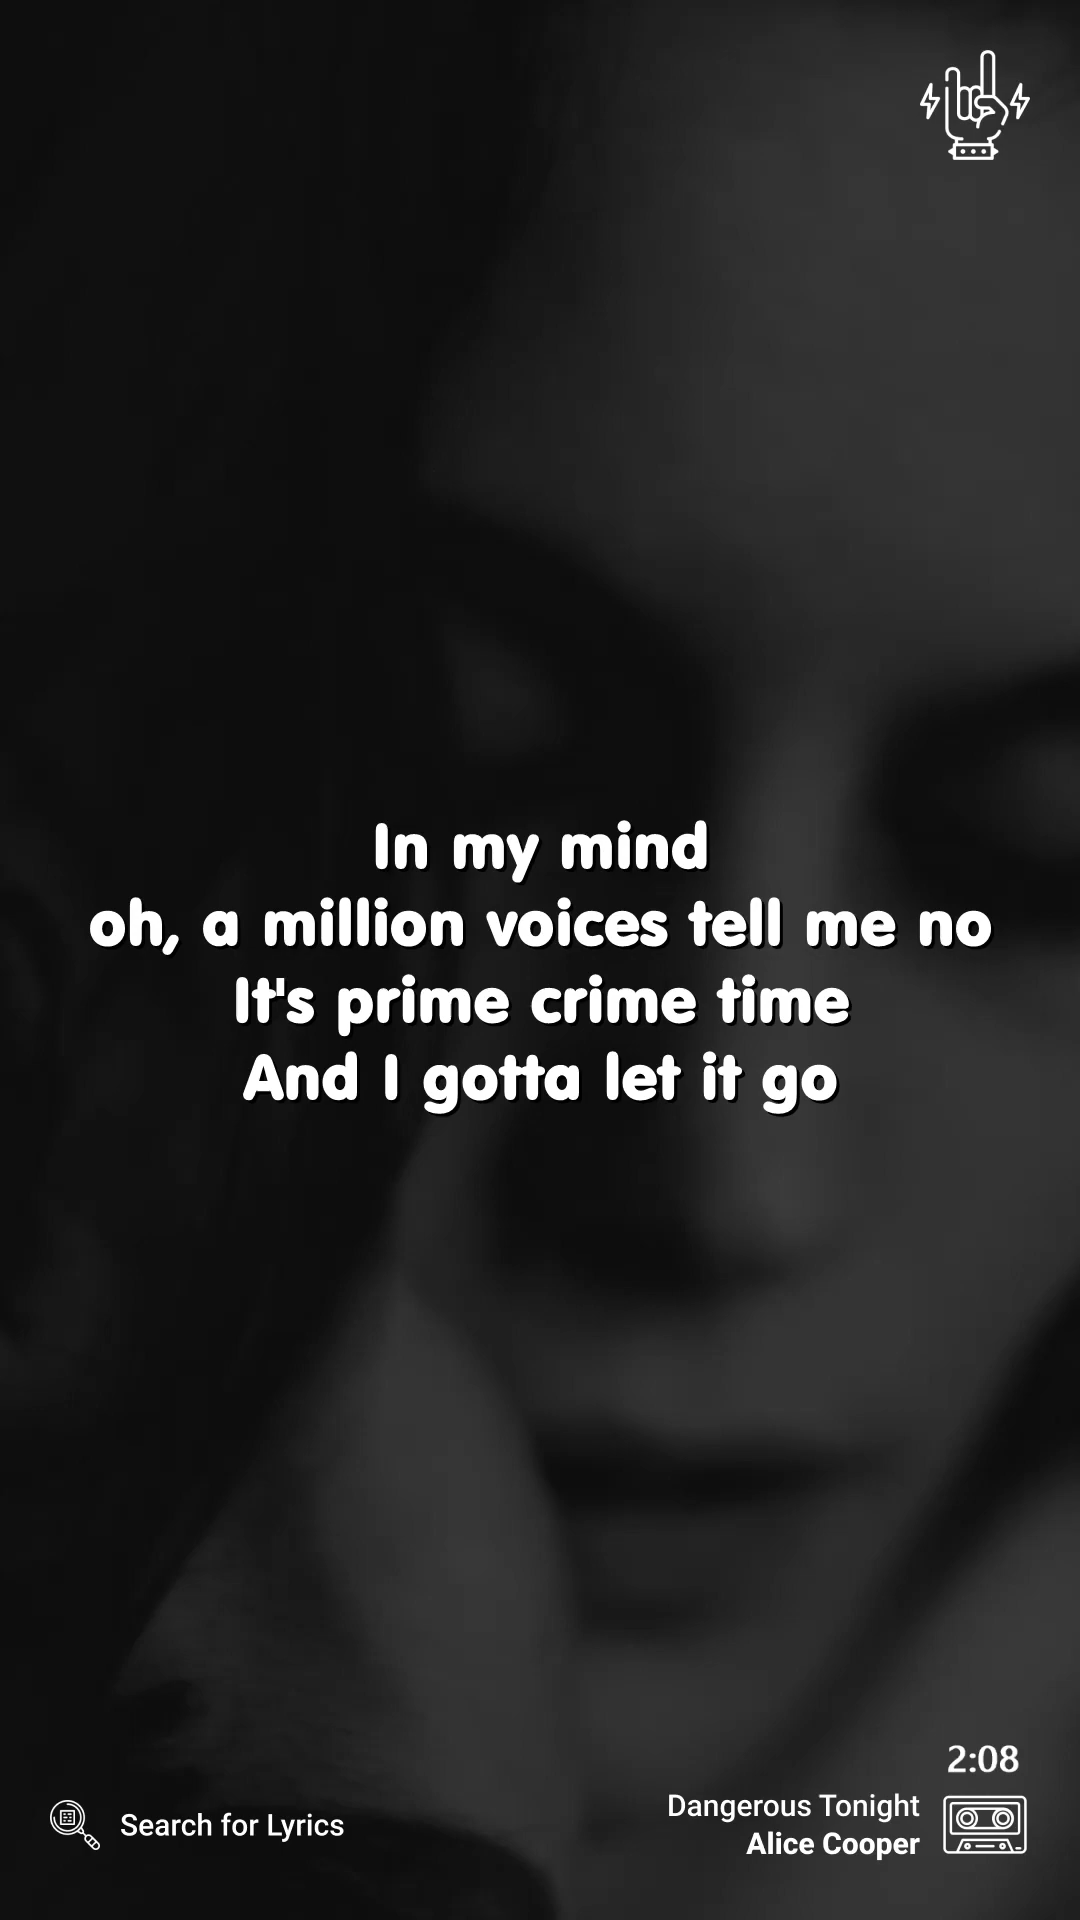 In my mind
oh, a million voices tell me no
It's prime crime time
And I gotta let it go
2:08
Search for Lyrics
Dangerous Tonight
Alice Cooper